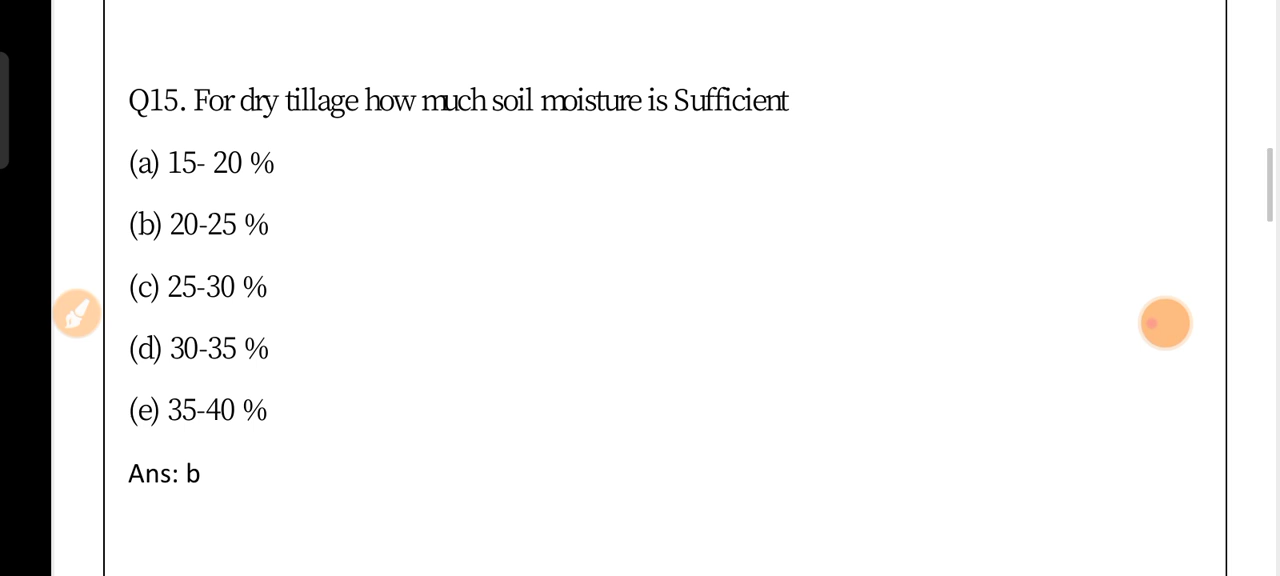 Q15. For dry tillage how much soil moisture is Sufficient
(a) 15- 20 %
(b) 20-25 %
(c) 25-30 %
(d) 30-35 %
(e) 35-40 %
Ans: b